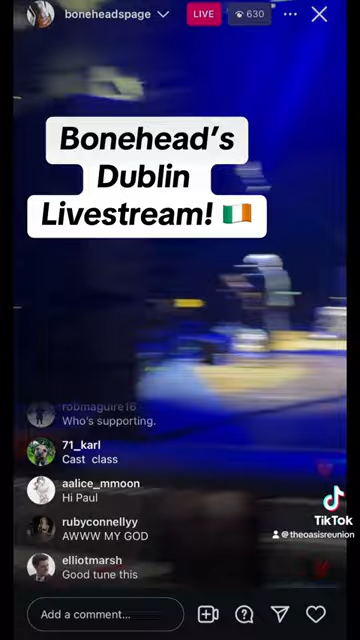 boneheadspage
LIVE
630
Bonehead's
Dublin
Livestream! 🇮🇪
robmaguire16
Who's supporting.
71_karl
Cast class
aalice_mmoon
Hi Paul
rubyconnellyy
AWWW MY GOD
elliotmarsh
Good tune this
TikTok
@theoasisreunion
Add a comment...